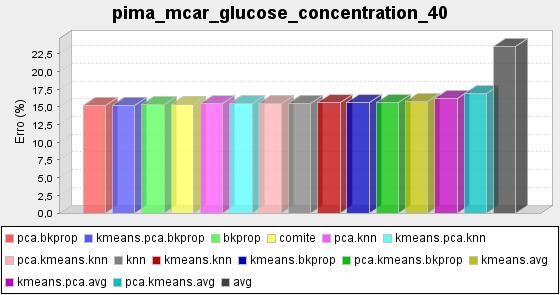 pima_mcar_glucose_concentration_40
Erro (%)
22,5
20,0
17,5
15,0
12,5
10,0
7,5
5,0
2,5
0,0
pca.bkprop kmeans.pca.bkprop bkprop comite pca.knn kmeans.pca.knn
pca.kmeans.knn knn kmeans.knn kmeans.bkprop pca.kmeans.bkprop kmeans.avg
kmeans.pca.avg pca.kmeans.avg avg